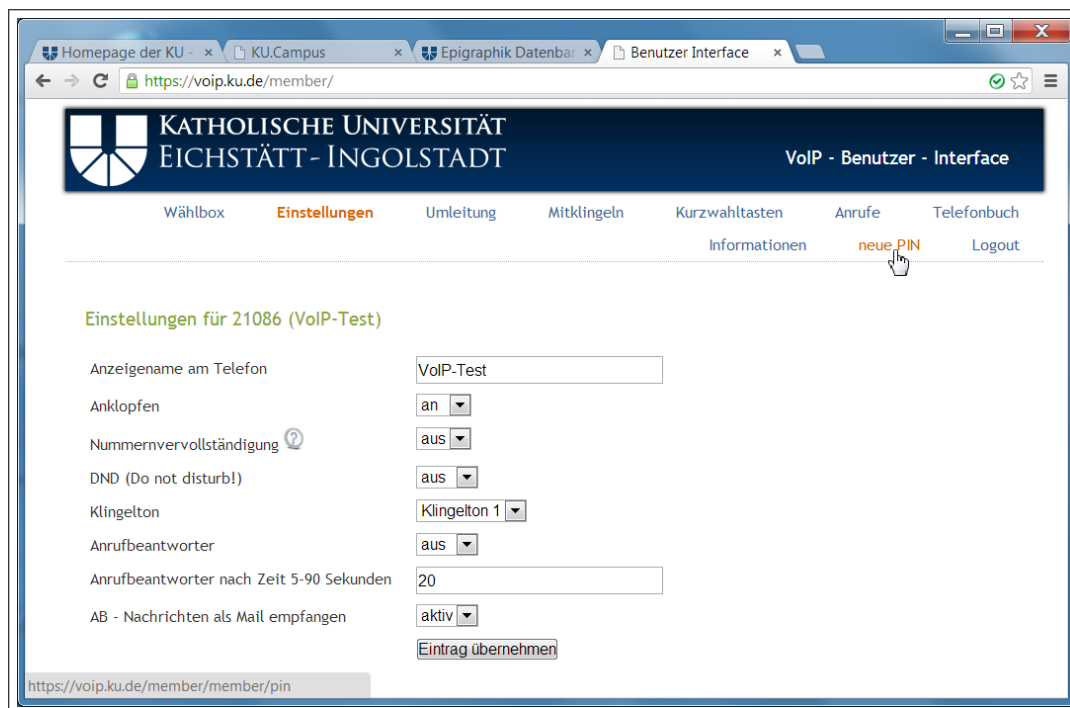 Homepage der KU -
KU.Campus
Epigraphik Datenbar
Benutzer Interface
https://voip.ku.de/member/
KATHOLISCHE UNIVERSITÄT
EICHSTÄTT-INGOLSTADT
VoIP - Benutzer - Interface
Wählbox Einstellungen Umleitung Mitklingeln Kurzwahltasten Anrufe Telefonbuch
Informationen neue PIN Logout
Einstellungen für 21086 (VoIP-Test)
Anzeigename am Telefon VoIP-Test
Anklopfen an
Nummernvervollständigung ? aus
DND (Do not disturb!) aus
Klingelton Klingelton 1
Anrufbeantworter aus
Anrufbeantworter nach Zeit 5-90 Sekunden 20
AB - Nachrichten als Mail empfangen aktiv
Eintrag übernehmen
https://voip.ku.de/member/member/pin